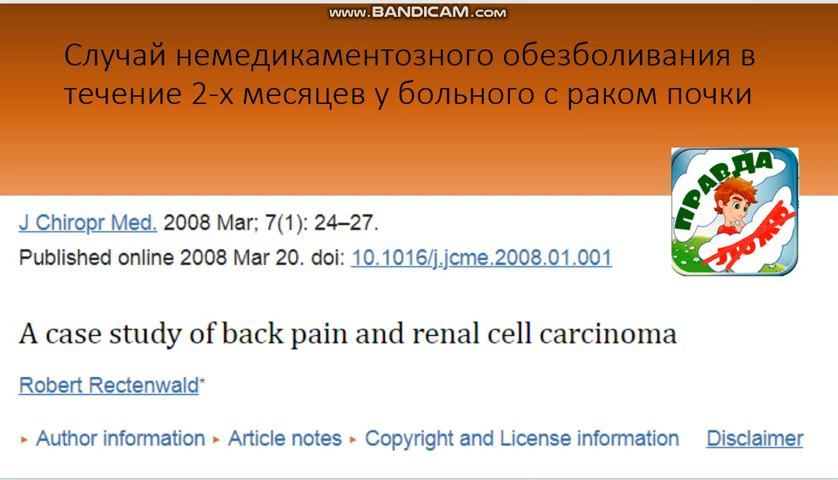 www.BANDICAM.com
Случай немедикаментозного обезболивания в
течение 2-х месяцев у больного с раком почки
ПРАВДА
ЛОЖЬ
J Chiropr Med. 2008 Mar; 7(1): 24–27.
Published online 2008 Mar 20. doi: 10.1016/j.jcme.2008.01.001
A case study of back pain and renal cell carcinoma
Robert Rectenwald*
▸ Author information ▸ Article notes ▸ Copyright and License information Disclaimer